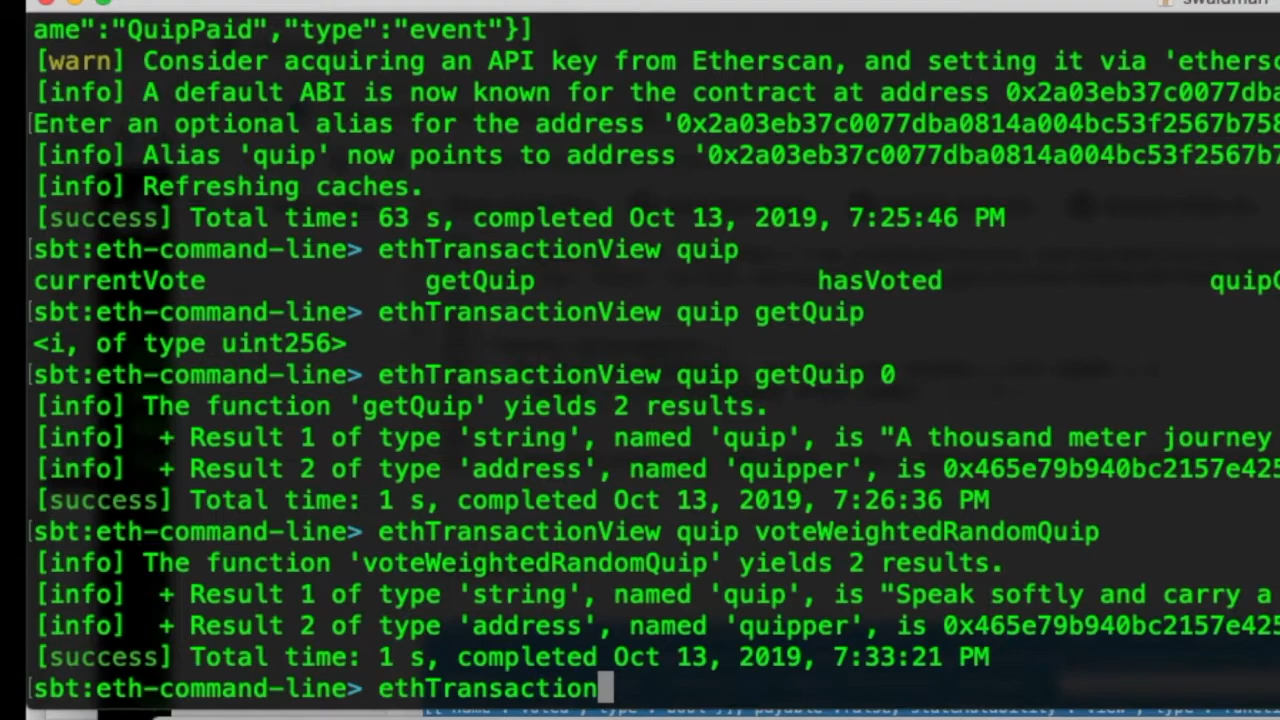 swaldman
ame":"QuipPaid","type":"event"}]
[warn] Consider acquiring an API key from Etherscan, and setting it via 'ethersc
[info] A default ABI is now known for the contract at address 0x2a03eb37c0077dba
Enter an optional alias for the address '0x2a03eb37c0077dba0814a004bc53f2567b758
[info] Alias 'quip' now points to address '0x2a03eb37c0077dba0814a004bc53f2567b7
[info] Refreshing caches.
[success] Total time: 63 s, completed Oct 13, 2019, 7:25:46 PM
sbt:eth-command-line> ethTransactionView quip
currentVote getQuip hasVoted quipC
sbt:eth-command-line> ethTransactionView quip getQuip
<i, of type uint256>
sbt:eth-command-line> ethTransactionView quip getQuip 0
[info] The function 'getQuip' yields 2 results.
[info]  + Result 1 of type 'string', named 'quip', is "A thousand meter journey
[info]  + Result 2 of type 'address', named 'quipper', is 0x465e79b940bc2157e425
[success] Total time: 1 s, completed Oct 13, 2019, 7:26:36 PM
sbt:eth-command-line> ethTransactionView quip voteWeightedRandomQuip
[info] The function 'voteWeightedRandomQuip' yields 2 results.
[info]  + Result 1 of type 'string', named 'quip', is "Speak softly and carry a
[info]  + Result 2 of type 'address', named 'quipper', is 0x465e79b940bc2157e425
[success] Total time: 1 s, completed Oct 13, 2019, 7:33:21 PM
sbt:eth-command-line> ethTransaction